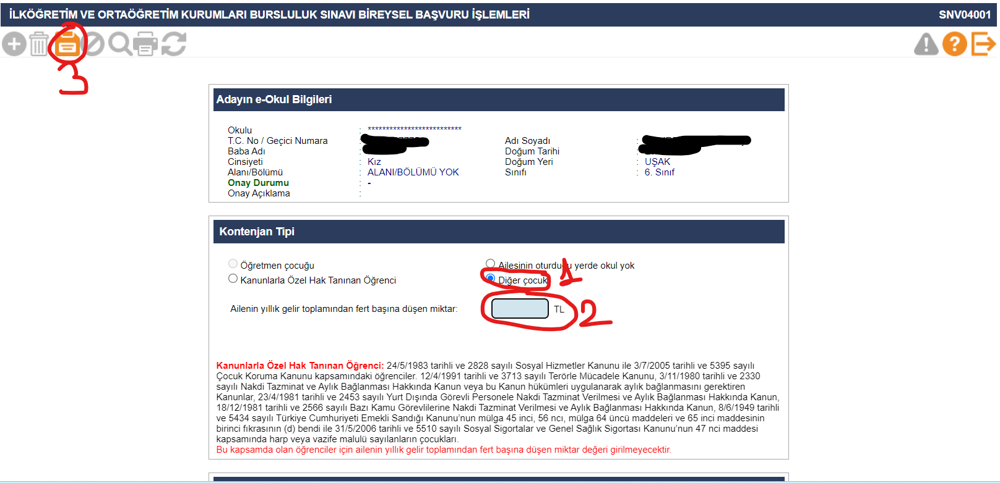 İLKÖĞRETİM VE ORTAÖĞRETİM KURUMLARI BURSLULUK SINAVI BİREYSEL BAŞVURU İŞLEMLERİ SNV04001
3
Adayın e-Okul Bilgileri
Okulu : **************************
T.C. No / Geçici Numara : Adı Soyadı :
Baba Adı : Doğum Tarihi :
Cinsiyeti : Kız Doğum Yeri : UŞAK
Alanı/Bölümü : ALANI/BÖLÜMÜ YOK Sınıfı : 6. Sınıf
Onay Durumu : -
Onay Açıklama :
Kontenjan Tipi
Öğretmen çocuğu Ailesinin oturduğu yerde okul yok
Kanunlarla Özel Hak Tanınan Öğrenci Diğer çocuk 1
Ailenin yıllık gelir toplamından fert başına düşen miktar: TL 2
Kanunlarla Özel Hak Tanınan Öğrenci: 24/5/1983 tarihli ve 2828 sayılı Sosyal Hizmetler Kanunu ile 3/7/2005 tarihli ve 5395 sayılı
Çocuk Koruma Kanunu kapsamındaki öğrenciler. 12/4/1991 tarihli ve 3713 sayılı Terörle Mücadele Kanunu, 3/11/1980 tarihli ve 2330
sayılı Nakdi Tazminat ve Aylık Bağlanması Hakkında Kanun veya bu Kanun hükümleri uygulanarak aylık bağlanmasını gerektiren
Kanunlar, 23/4/1981 tarihli ve 2453 sayılı Yurt Dışında Görevli Personele Nakdi Tazminat Verilmesi ve Aylık Bağlanması Hakkında Kanun,
18/12/1981 tarihli ve 2566 sayılı Bazı Kamu Görevlilerine Nakdi Tazminat Verilmesi ve Aylık Bağlanması Hakkında Kanun, 8/6/1949 tarihli
ve 5434 sayılı Türkiye Cumhuriyeti Emekli Sandığı Kanunu'nun mülga 45 inci, 56 ncı, mülga 64 üncü maddeleri ve 65 inci maddesinin
birinci fıkrasının (d) bendi ile 31/5/2006 tarihli ve 5510 sayılı Sosyal Sigortalar ve Genel Sağlık Sigortası Kanunu'nun 47 nci maddesi
kapsamında harp veya vazife malulü sayılanların çocukları.
Bu kapsamda olan öğrenciler için ailenin yıllık gelir toplamından fert başına düşen miktar değeri girilmeyecektir.